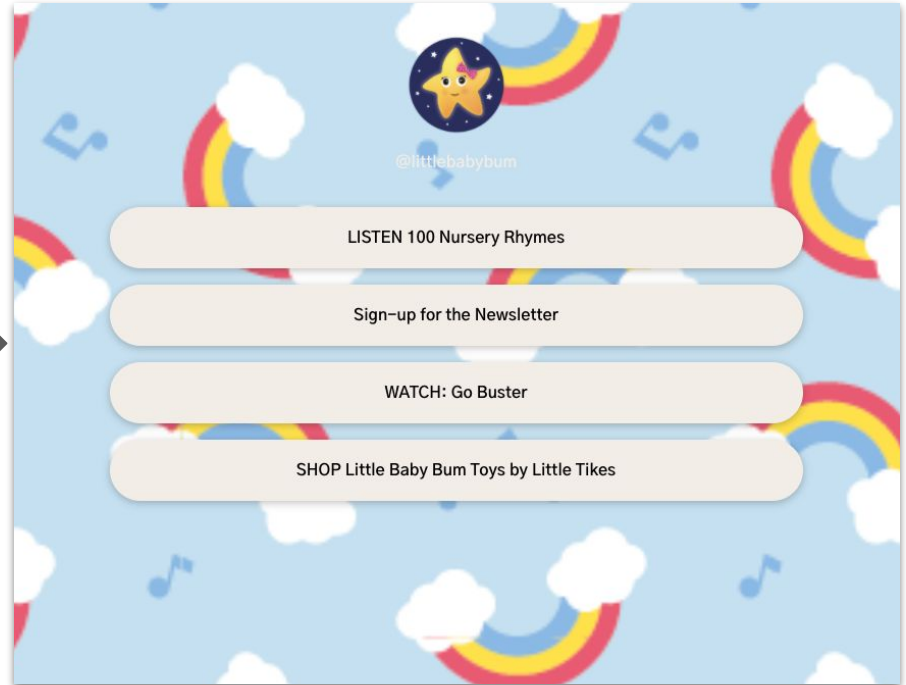 @littlebabybum
LISTEN 100 Nursery Rhymes
Sign-up for the Newsletter
WATCH: Go Buster
SHOP Little Baby Bum Toys by Little Tikes